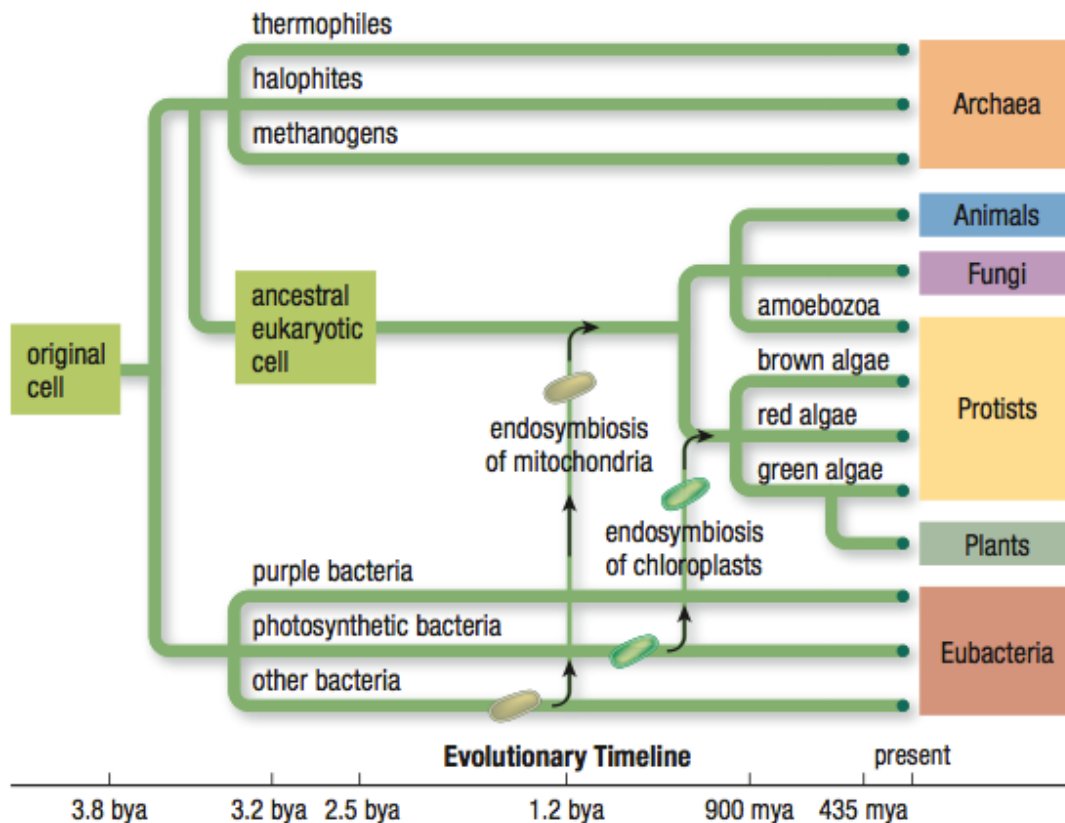 thermophiles
halophites
methanogens
Archaea
Animals
Fungi
amoebozoa
brown algae
red algae
green algae
Protists
Plants
original
cell
ancestral
eukaryotic
cell
endosymbiosis
of mitochondria
endosymbiosis
of chloroplasts
purple bacteria
photosynthetic bacteria
other bacteria
Eubacteria
Evolutionary Timeline
present
3.8 bya
3.2 bya
2.5 bya
1.2 bya
900 mya
435 mya